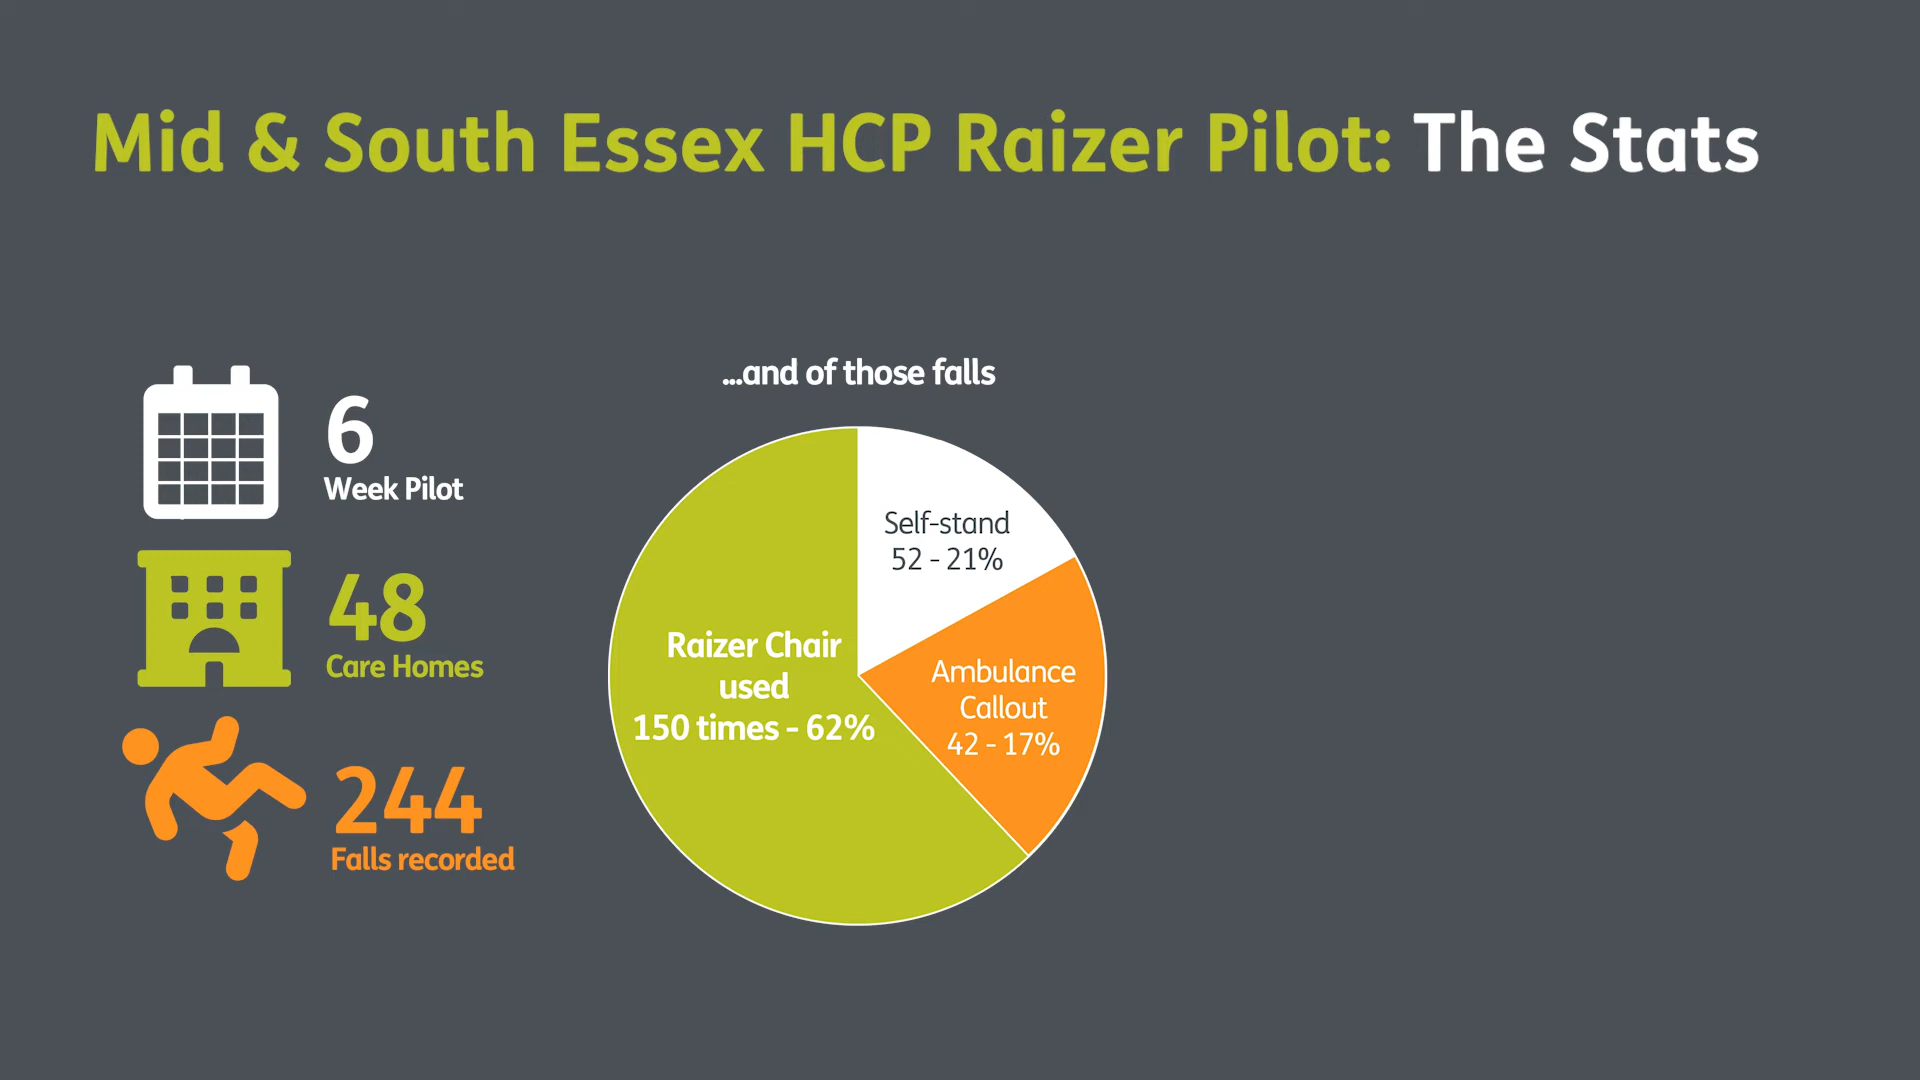 Mid & South Essex HCP Raizer Pilot: The Stats
6
Week Pilot
48
Care Homes
244
Falls recorded
...and of those falls
Self-stand
52 - 21%
Ambulance
Callout
42 - 17%
Raizer Chair
used
150 times - 62%